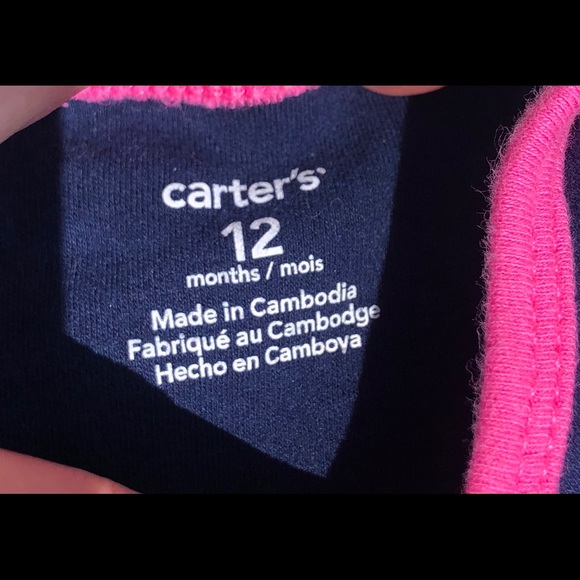 carter's
12
months / mois
Made in Cambodia
Fabriqué au Cambodge
Hecho en Camboya